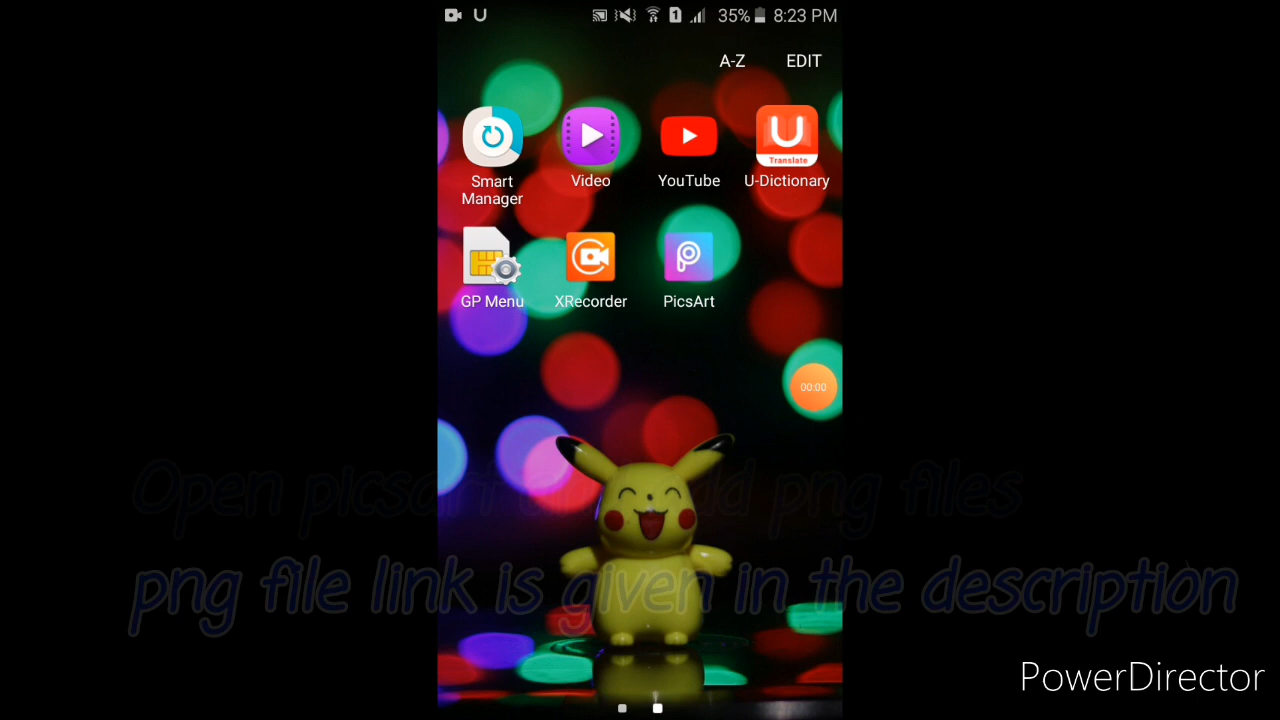 35% 8:23 PM
A-Z EDIT
Translate
Smart Manager
Video
YouTube
U-Dictionary
GP Menu
XRecorder
PicsArt
00:00
Open picsart add png files
png file link is given in the description
PowerDirector